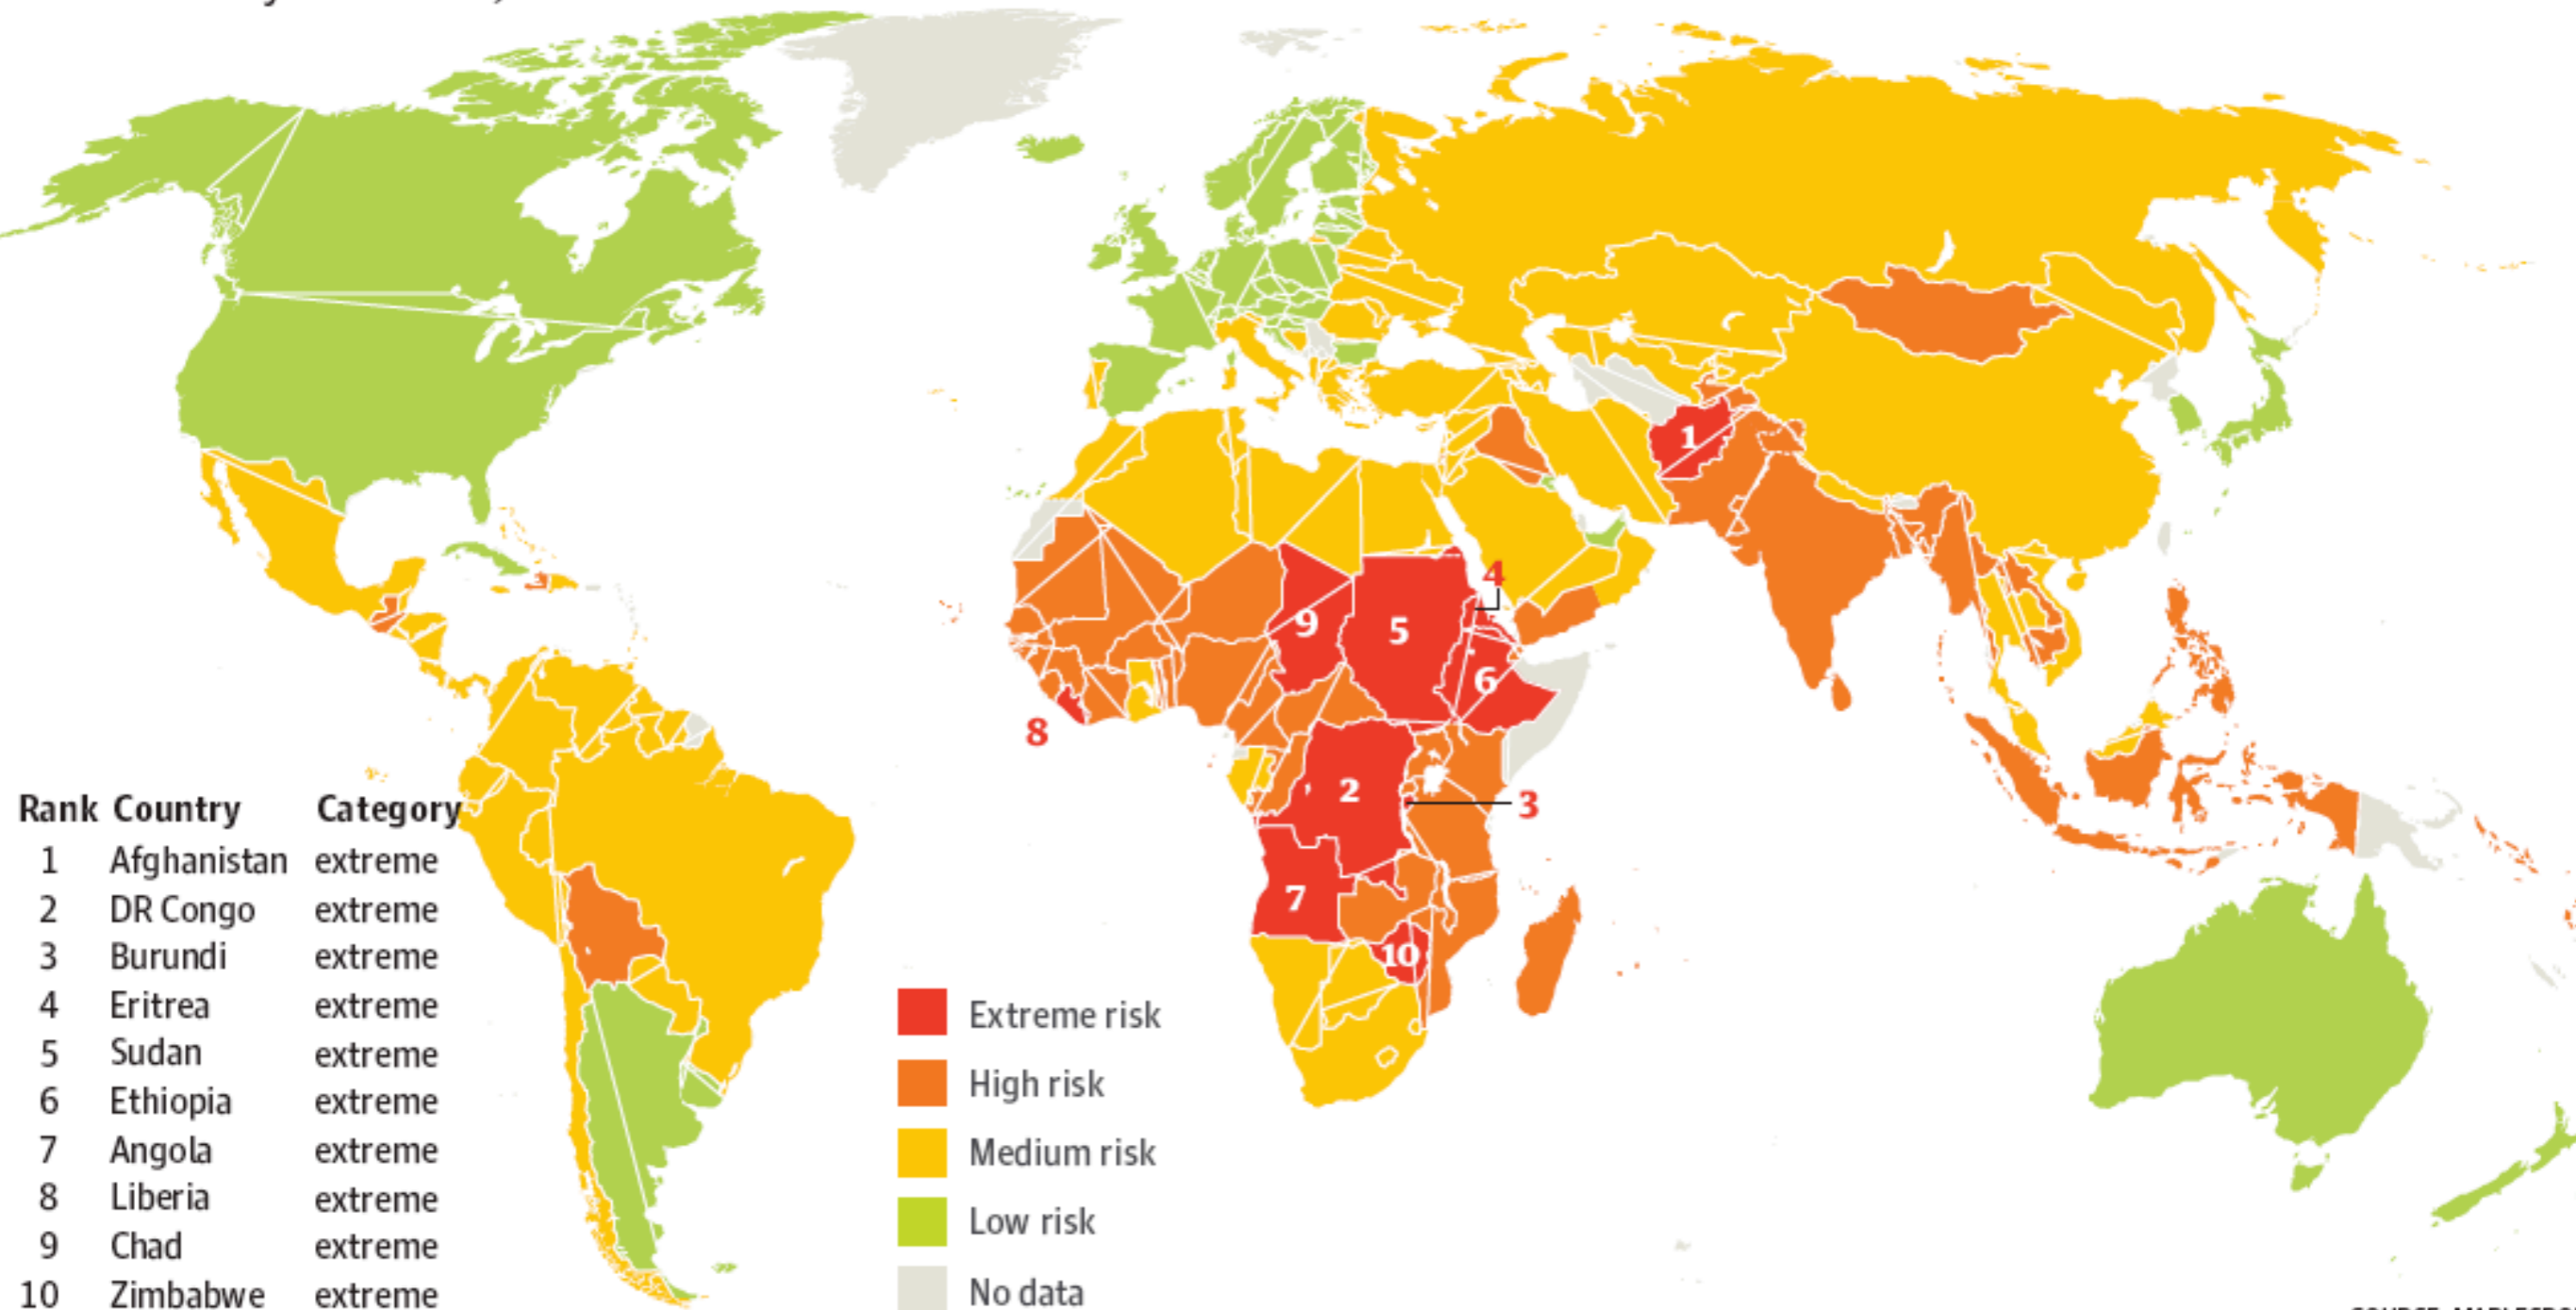 4
1
9
5
6
8
2
3
7
10
Rank Country Category
1 Afghanistan extreme
2 DR Congo extreme
3 Burundi extreme
4 Eritrea extreme
5 Sudan extreme
6 Ethiopia extreme
7 Angola extreme
8 Liberia extreme
9 Chad extreme
10 Zimbabwe extreme
Extreme risk
High risk
Medium risk
Low risk
No data